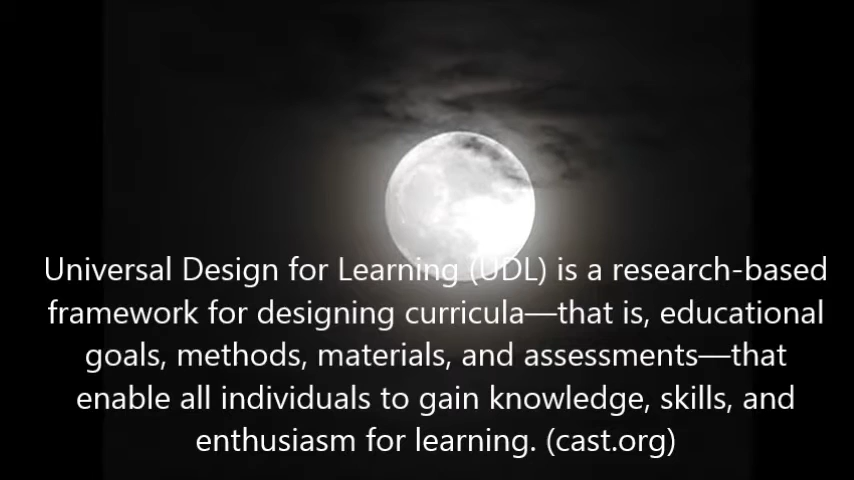 Universal Design for Learning (UDL) is a research-based
framework for designing curricula—that is, educational
goals, methods, materials, and assessments—that
enable all individuals to gain knowledge, skills, and
enthusiasm for learning. (cast.org)